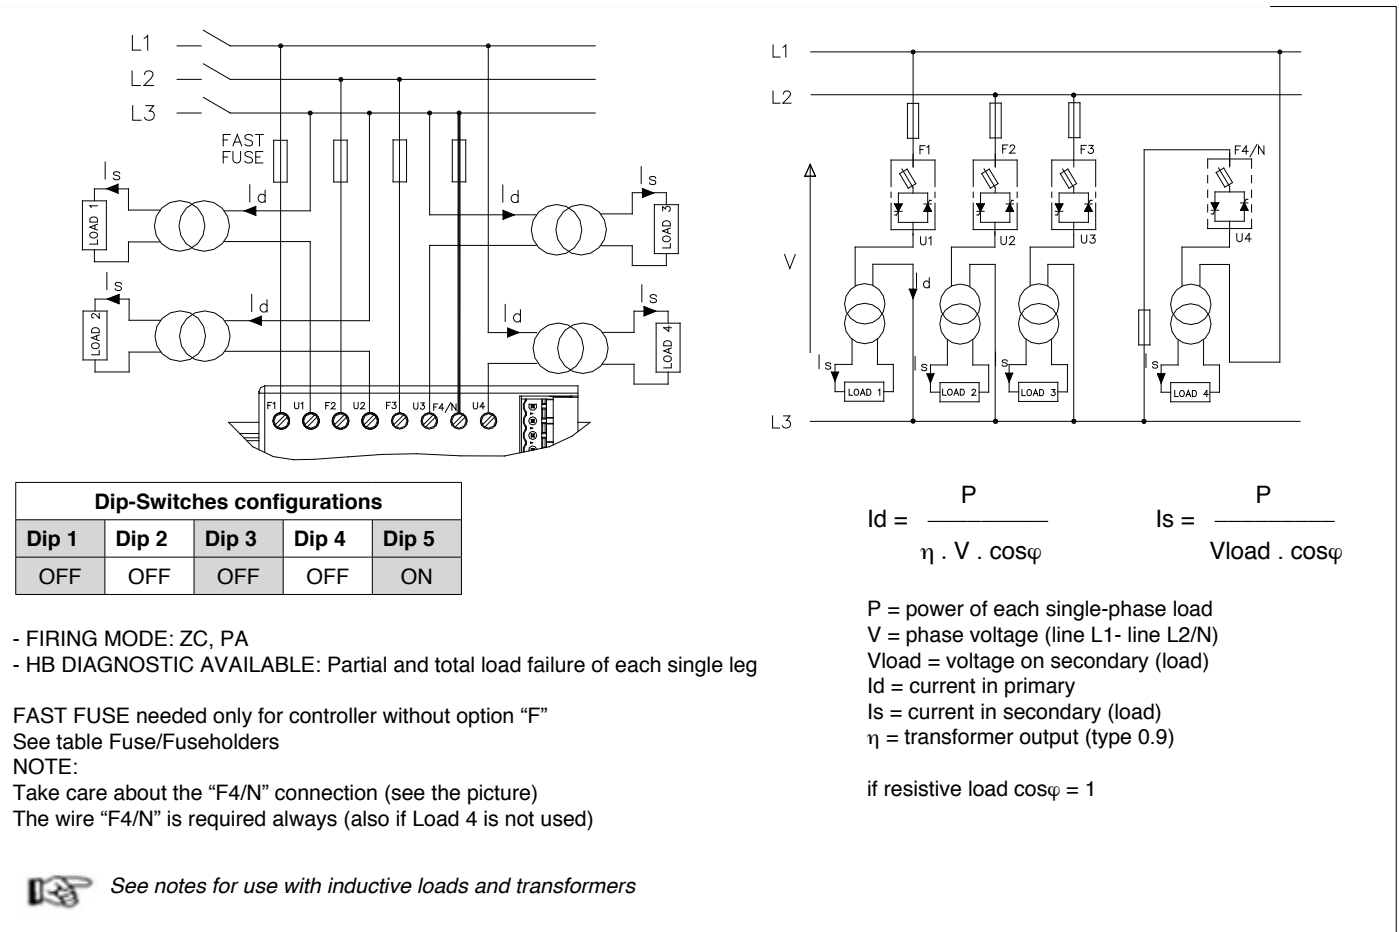 L1
L2
L3
FAST
FUSE
Is
LOAD 1
Id
Id
Is
LOAD 3
Is
LOAD 2
Id
Id
Is
LOAD 4
F1 U1 F2 U2 F3 U3 F4/N U4
L1
L2
F1 F2 F3 F4/N
U1 U2 U3 U4
V
Id
Is Is s Is
LOAD 1 LOAD 2 LOAD 3 LOAD 4
L3
Dip-Switches configurations
Dip 1 Dip 2 Dip 3 Dip 4 Dip 5
OFF OFF OFF OFF ON
- FIRING MODE: ZC, PA
- HB DIAGNOSTIC AVAILABLE: Partial and total load failure of each single leg
FAST FUSE needed only for controller without option “F”
See table Fuse/Fuseholders
NOTE:
Take care about the “F4/N” connection (see the picture)
The wire “F4/N” is required always (also if Load 4 is not used)
See notes for use with inductive loads and transformers
P
Id = _________
η . V . cosφ
P
Is = _________
Vload . cosφ
P = power of each single-phase load
V = phase voltage (line L1- line L2/N)
Vload = voltage on secondary (load)
Id = current in primary
Is = current in secondary (load)
η = transformer output (type 0.9)
if resistive load cosφ = 1